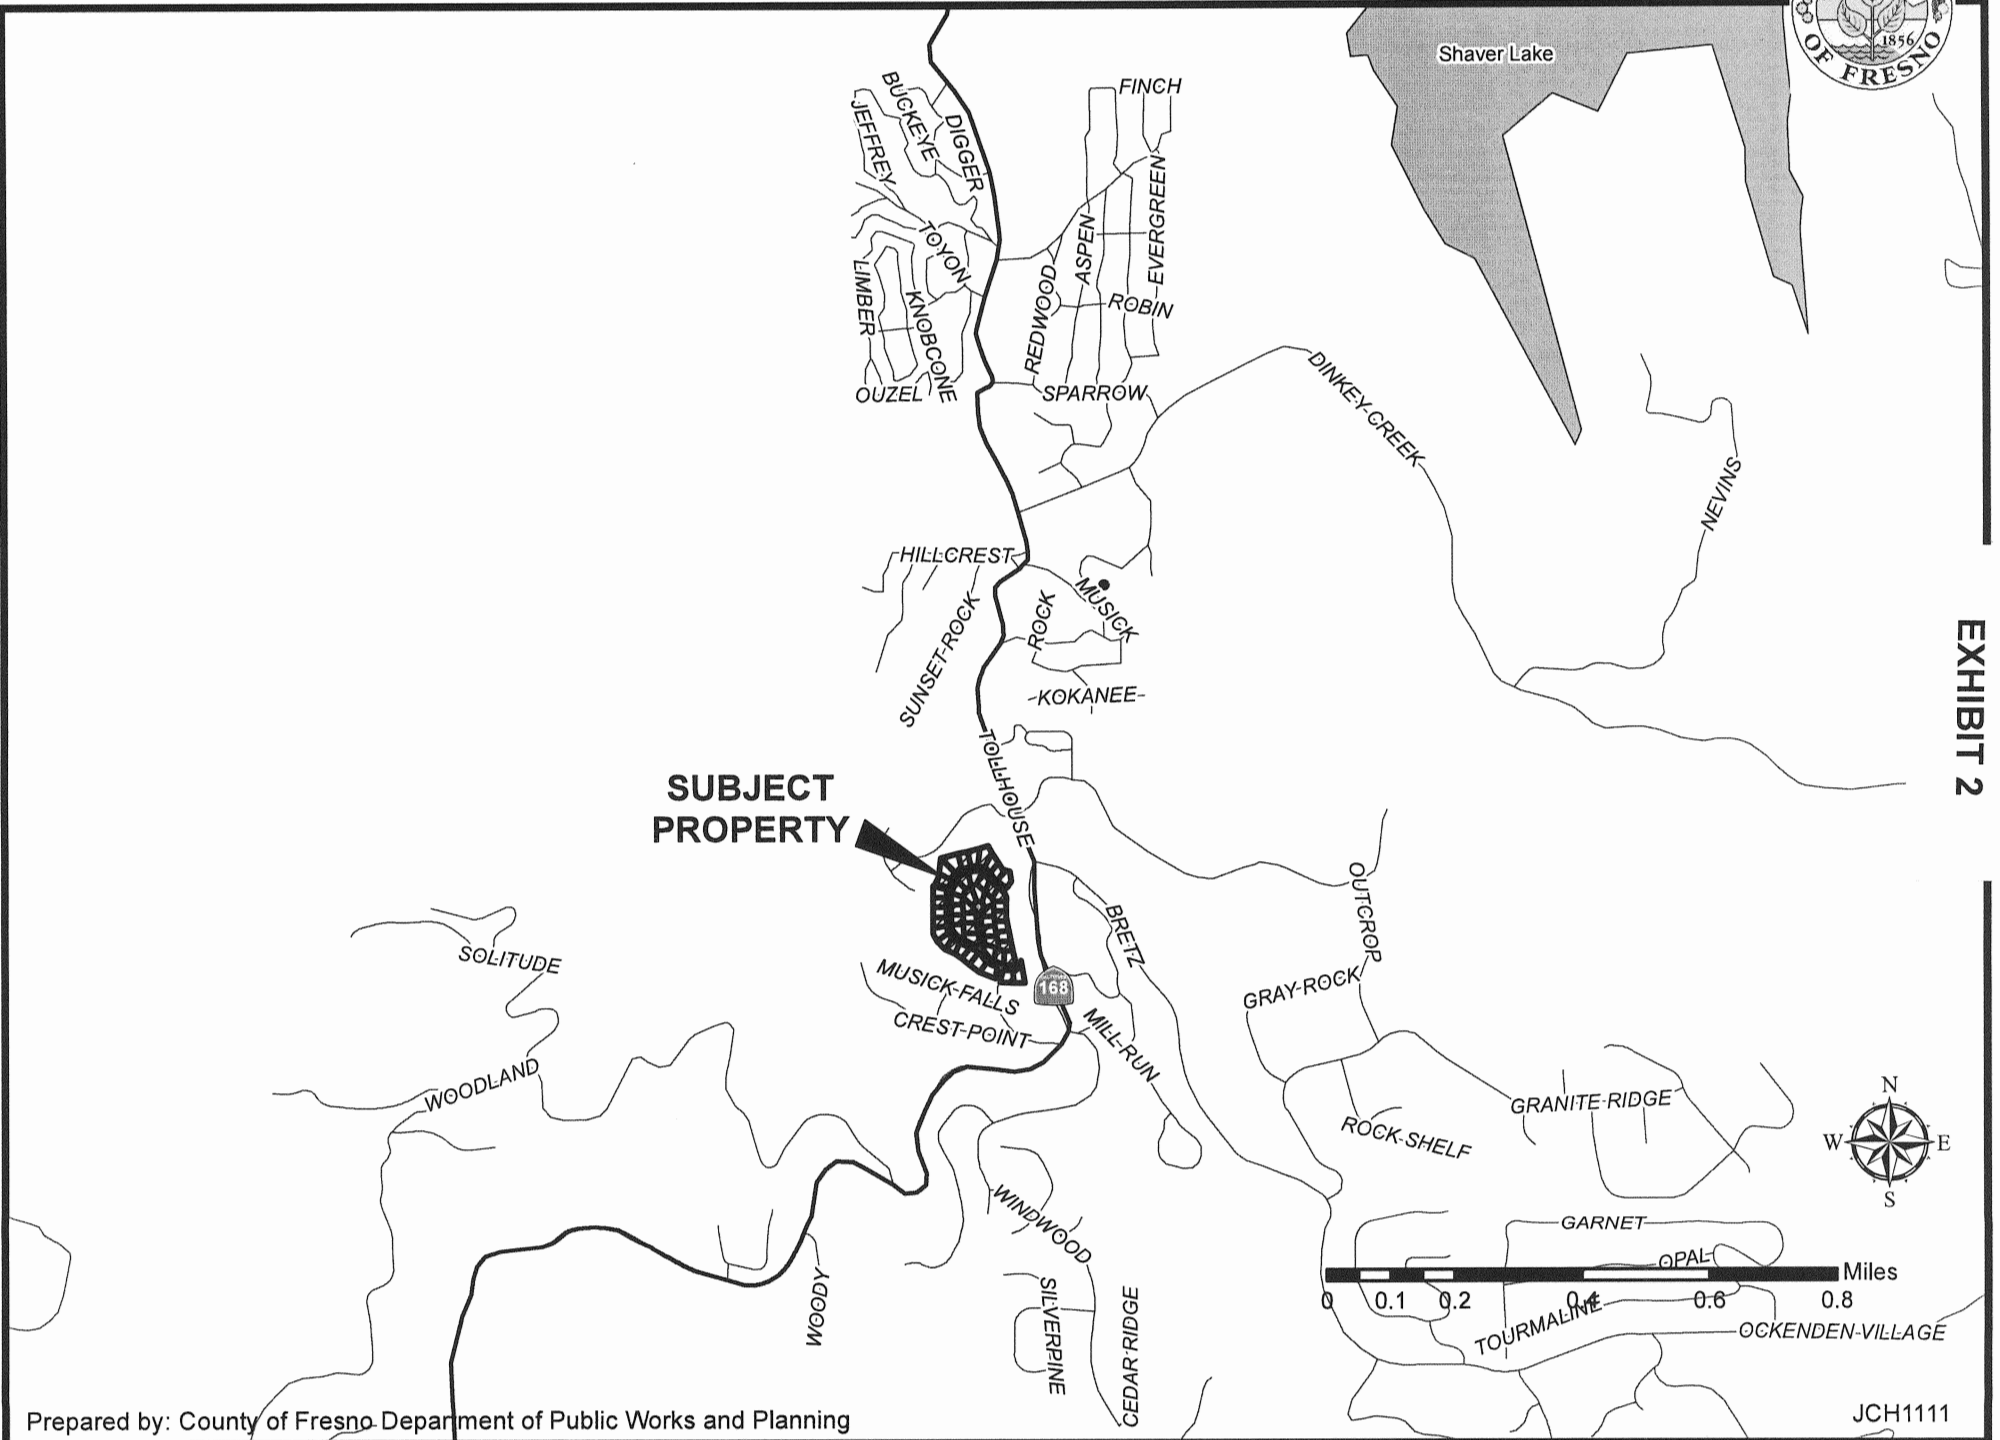 Shaver Lake
1856
OF FRESNO
FINCH
BUCKEYE
JEFFREY
DIGGER
EVERGREEN
ASPEN
TOYON
LIMBER
KNOBCONE
REDWOOD
ROBIN
OUZEL
SPARROW
DINKEY-CREEK
NEVINS
HILLCREST
MUSICK
ROCK
SUNSET-ROCK
KOKANEE
EXHIBIT 2
TOLLHOUSE
SUBJECT
PROPERTY
OUTCROP
BRETZ
SOLITUDE
MUSICK-FALLS
168
GRAY-ROCK
CREST-POINT
MILL-RUN
WOODLAND
GRANITE-RIDGE
ROCK-SHELF
N
W
E
S
WINDWOOD
GARNET
OPAL
Miles
0 0.1 0.2 0.4 0.6 0.8
WOODY
SILVERPINE
CEDAR RIDGE
TOURMALINE
OCKENDEN-VILLAGE
Prepared by: County of Fresno Department of Public Works and Planning
JCH1111